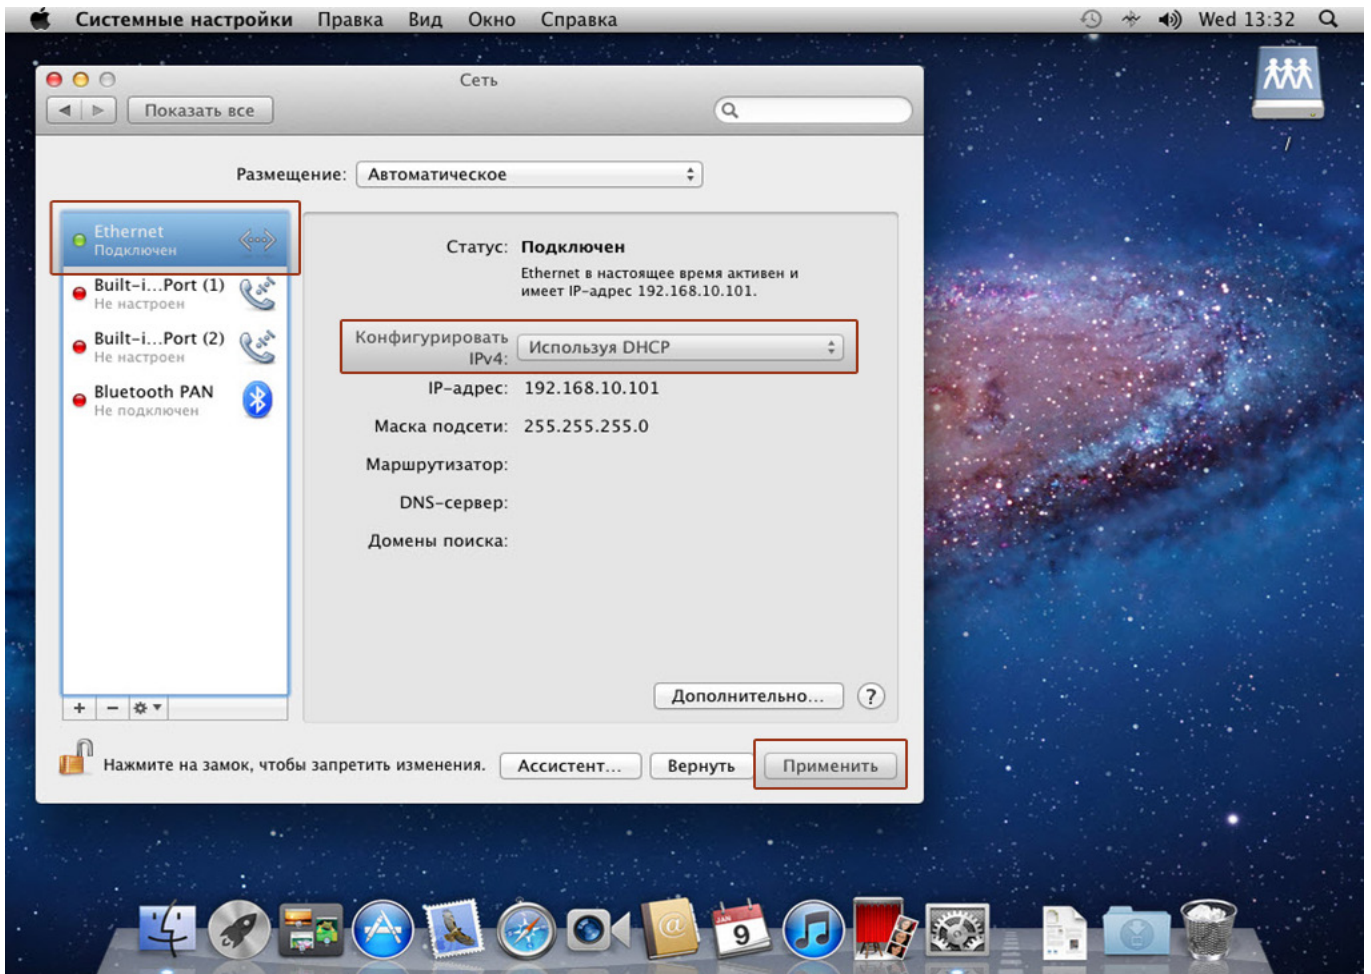 Системные настройки Правка Вид Окно Справка Wed 13:32
Сеть
Показать все
/
Размещение: Автоматическое
Ethernet
Подключен
Built-i...Port (1)
Не настроен
Built-i...Port (2)
Не настроен
Bluetooth PAN
Не подключен
Статус: Подключен
Ethernet в настоящее время активен и
имеет IP-адрес 192.168.10.101.
Конфигурировать
IPv4: Используя DHCP
IP-адрес: 192.168.10.101
Маска подсети: 255.255.255.0
Маршрутизатор:
DNS-сервер:
Домены поиска:
Дополнительно... ?
+ −
Нажмите на замок, чтобы запретить изменения. Ассистент... Вернуть Применить
JAN
9
@